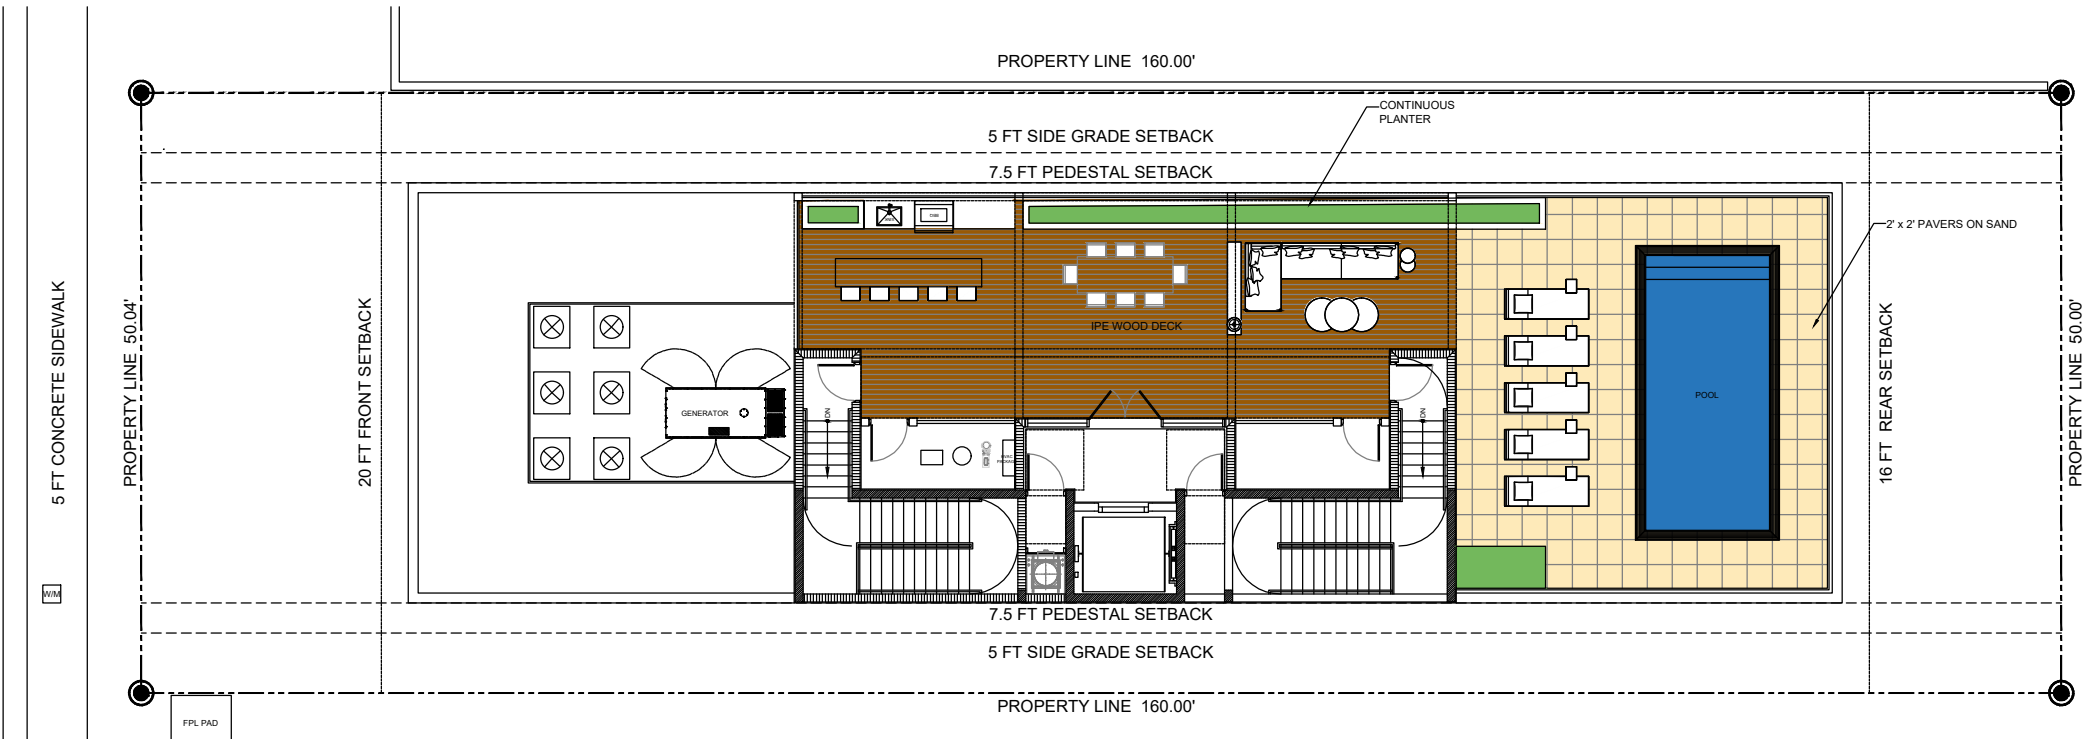 PROPERTY LINE 160.00'
CONTINUOUS
PLANTER
5 FT SIDE GRADE SETBACK
7.5 FT PEDESTAL SETBACK
2' x 2' PAVERS ON SAND
5 FT CONCRETE SIDEWALK
PROPERTY LINE 50.04'
20 FT FRONT SETBACK
IPE WOOD DECK
GENERATOR
DN
DN
POOL
16 FT REAR SETBACK
PROPERTY LINE 50.00'
W/M
7.5 FT PEDESTAL SETBACK
5 FT SIDE GRADE SETBACK
PROPERTY LINE 160.00'
FPL PAD